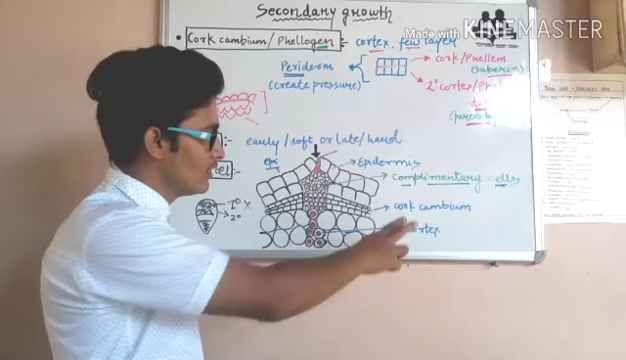 Secondary growth
Made with KINEMASTER
Cork cambium / Phellogen :- cortex, few layer
Periderm
(create pressure)
cork/Phellem
(suberin)
2° cortex/Phel
early/soft or late/hard
epi
Epidermis
complimentary cells
cork cambium
1° x
2°